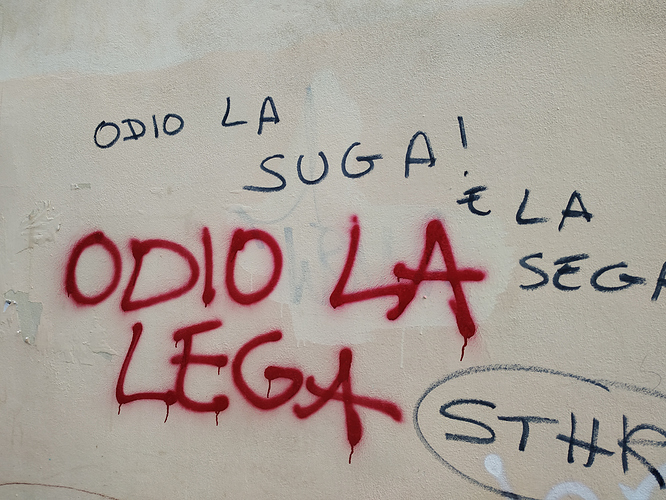 ODIO LA
SUGA!
E LA
SEGA
ODIO LA
LEGA